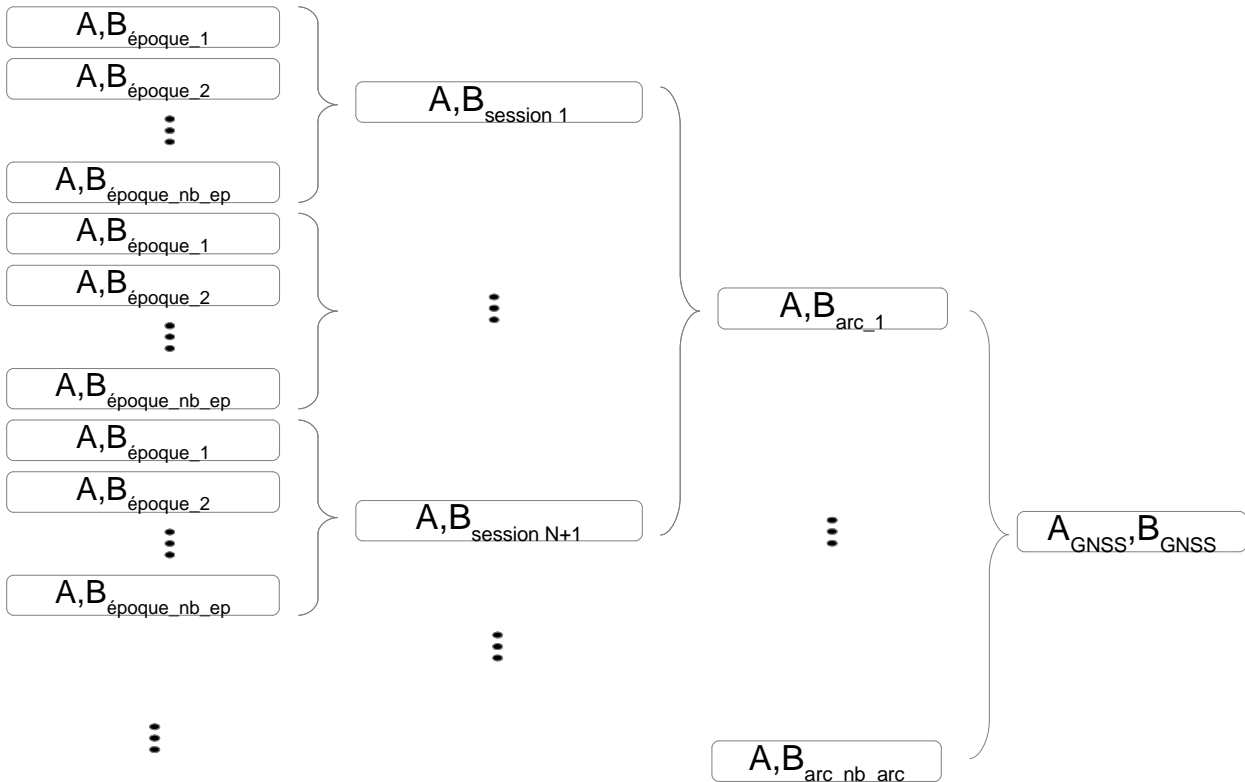 A,Bépoque_1
A,Bépoque_2
A,Bépoque_nb_ep
A,Bépoque_1
A,Bépoque_2
A,Bépoque_nb_ep
A,Bépoque_1
A,Bépoque_2
A,Bépoque_nb_ep
A,Bsession 1
A,Bsession N+1
A,Barc_1
A,Barc_nb_arc
AGNSS,BGNSS